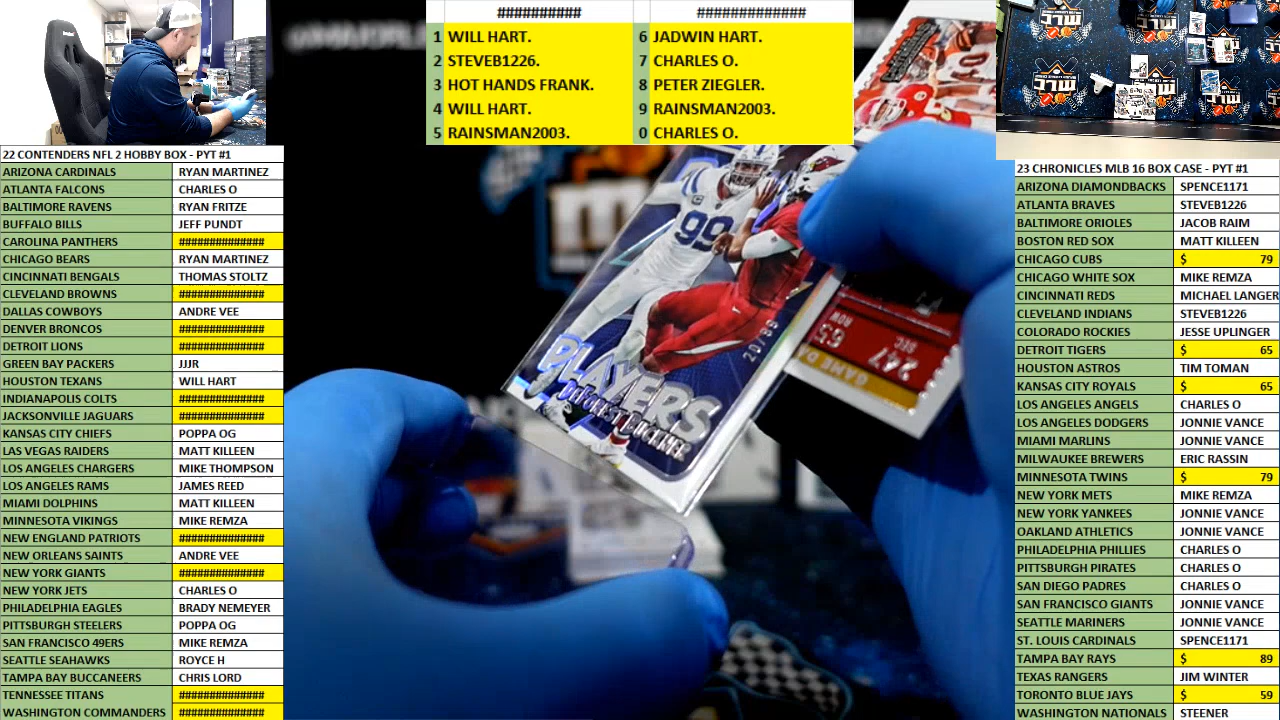 ########## #############
1 WILL HART. 6 JADWIN HART.
2 STEVEB1226. 7 CHARLES O.
3 HOT HANDS FRANK. 8 PETER ZIEGLER.
4 WILL HART. 9 RAINSMAN2003.
5 RAINSMAN2003. 0 CHARLES O.
22 CONTENDERS NFL 2 HOBBY BOX - PYT #1
ARIZONA CARDINALS RYAN MARTINEZ
ATLANTA FALCONS CHARLES O
BALTIMORE RAVENS RYAN FRITZE
BUFFALO BILLS JEFF PUNDT
CAROLINA PANTHERS ##############
CHICAGO BEARS RYAN MARTINEZ
CINCINNATI BENGALS THOMAS STOLTZ
CLEVELAND BROWNS ##############
DALLAS COWBOYS ANDRE VEE
DENVER BRONCOS ##############
DETROIT LIONS ##############
GREEN BAY PACKERS JJJR
HOUSTON TEXANS WILL HART
INDIANAPOLIS COLTS ##############
JACKSONVILLE JAGUARS ##############
KANSAS CITY CHIEFS POPPA OG
LAS VEGAS RAIDERS MATT KILLEEN
LOS ANGELES CHARGERS MIKE THOMPSON
LOS ANGELES RAMS JAMES REED
MIAMI DOLPHINS MATT KILLEEN
MINNESOTA VIKINGS MIKE REMZA
NEW ENGLAND PATRIOTS ##############
NEW ORLEANS SAINTS ANDRE VEE
NEW YORK GIANTS ##############
NEW YORK JETS CHARLES O
PHILADELPHIA EAGLES BRADY NEMEYER
PITTSBURGH STEELERS POPPA OG
SAN FRANCISCO 49ERS MIKE REMZA
SEATTLE SEAHAWKS ROYCE H
TAMPA BAY BUCCANEERS CHRIS LORD
TENNESSEE TITANS ##############
WASHINGTON COMMANDERS ##############
99
PLAYERS
DEFOREST BUCKNER
GAME DA
247
SEC
63
ROW
23 CHRONICLES MLB 16 BOX CASE - PYT #1
ARIZONA DIAMONDBACKS SPENCE1171
ATLANTA BRAVES STEVEB1226
BALTIMORE ORIOLES JACOB RAIM
BOSTON RED SOX MATT KILLEEN
CHICAGO CUBS $ 79
CHICAGO WHITE SOX MIKE REMZA
CINCINNATI REDS MICHAEL LANGER
CLEVELAND INDIANS STEVEB1226
COLORADO ROCKIES JESSE UPLINGER
DETROIT TIGERS $ 65
HOUSTON ASTROS TIM TOMAN
KANSAS CITY ROYALS $ 65
LOS ANGELES ANGELS CHARLES O
LOS ANGELES DODGERS JONNIE VANCE
MIAMI MARLINS JONNIE VANCE
MILWAUKEE BREWERS ERIC RASSIN
MINNESOTA TWINS $ 79
NEW YORK METS MIKE REMZA
NEW YORK YANKEES JONNIE VANCE
OAKLAND ATHLETICS JONNIE VANCE
PHILADELPHIA PHILLIES CHARLES O
PITTSBURGH PIRATES CHARLES O
SAN DIEGO PADRES CHARLES O
SAN FRANCISCO GIANTS JONNIE VANCE
SEATTLE MARINERS JONNIE VANCE
ST. LOUIS CARDINALS SPENCE1171
TAMPA BAY RAYS $ 89
TEXAS RANGERS JIM WINTER
TORONTO BLUE JAYS $ 59
WASHINGTON NATIONALS STEENER